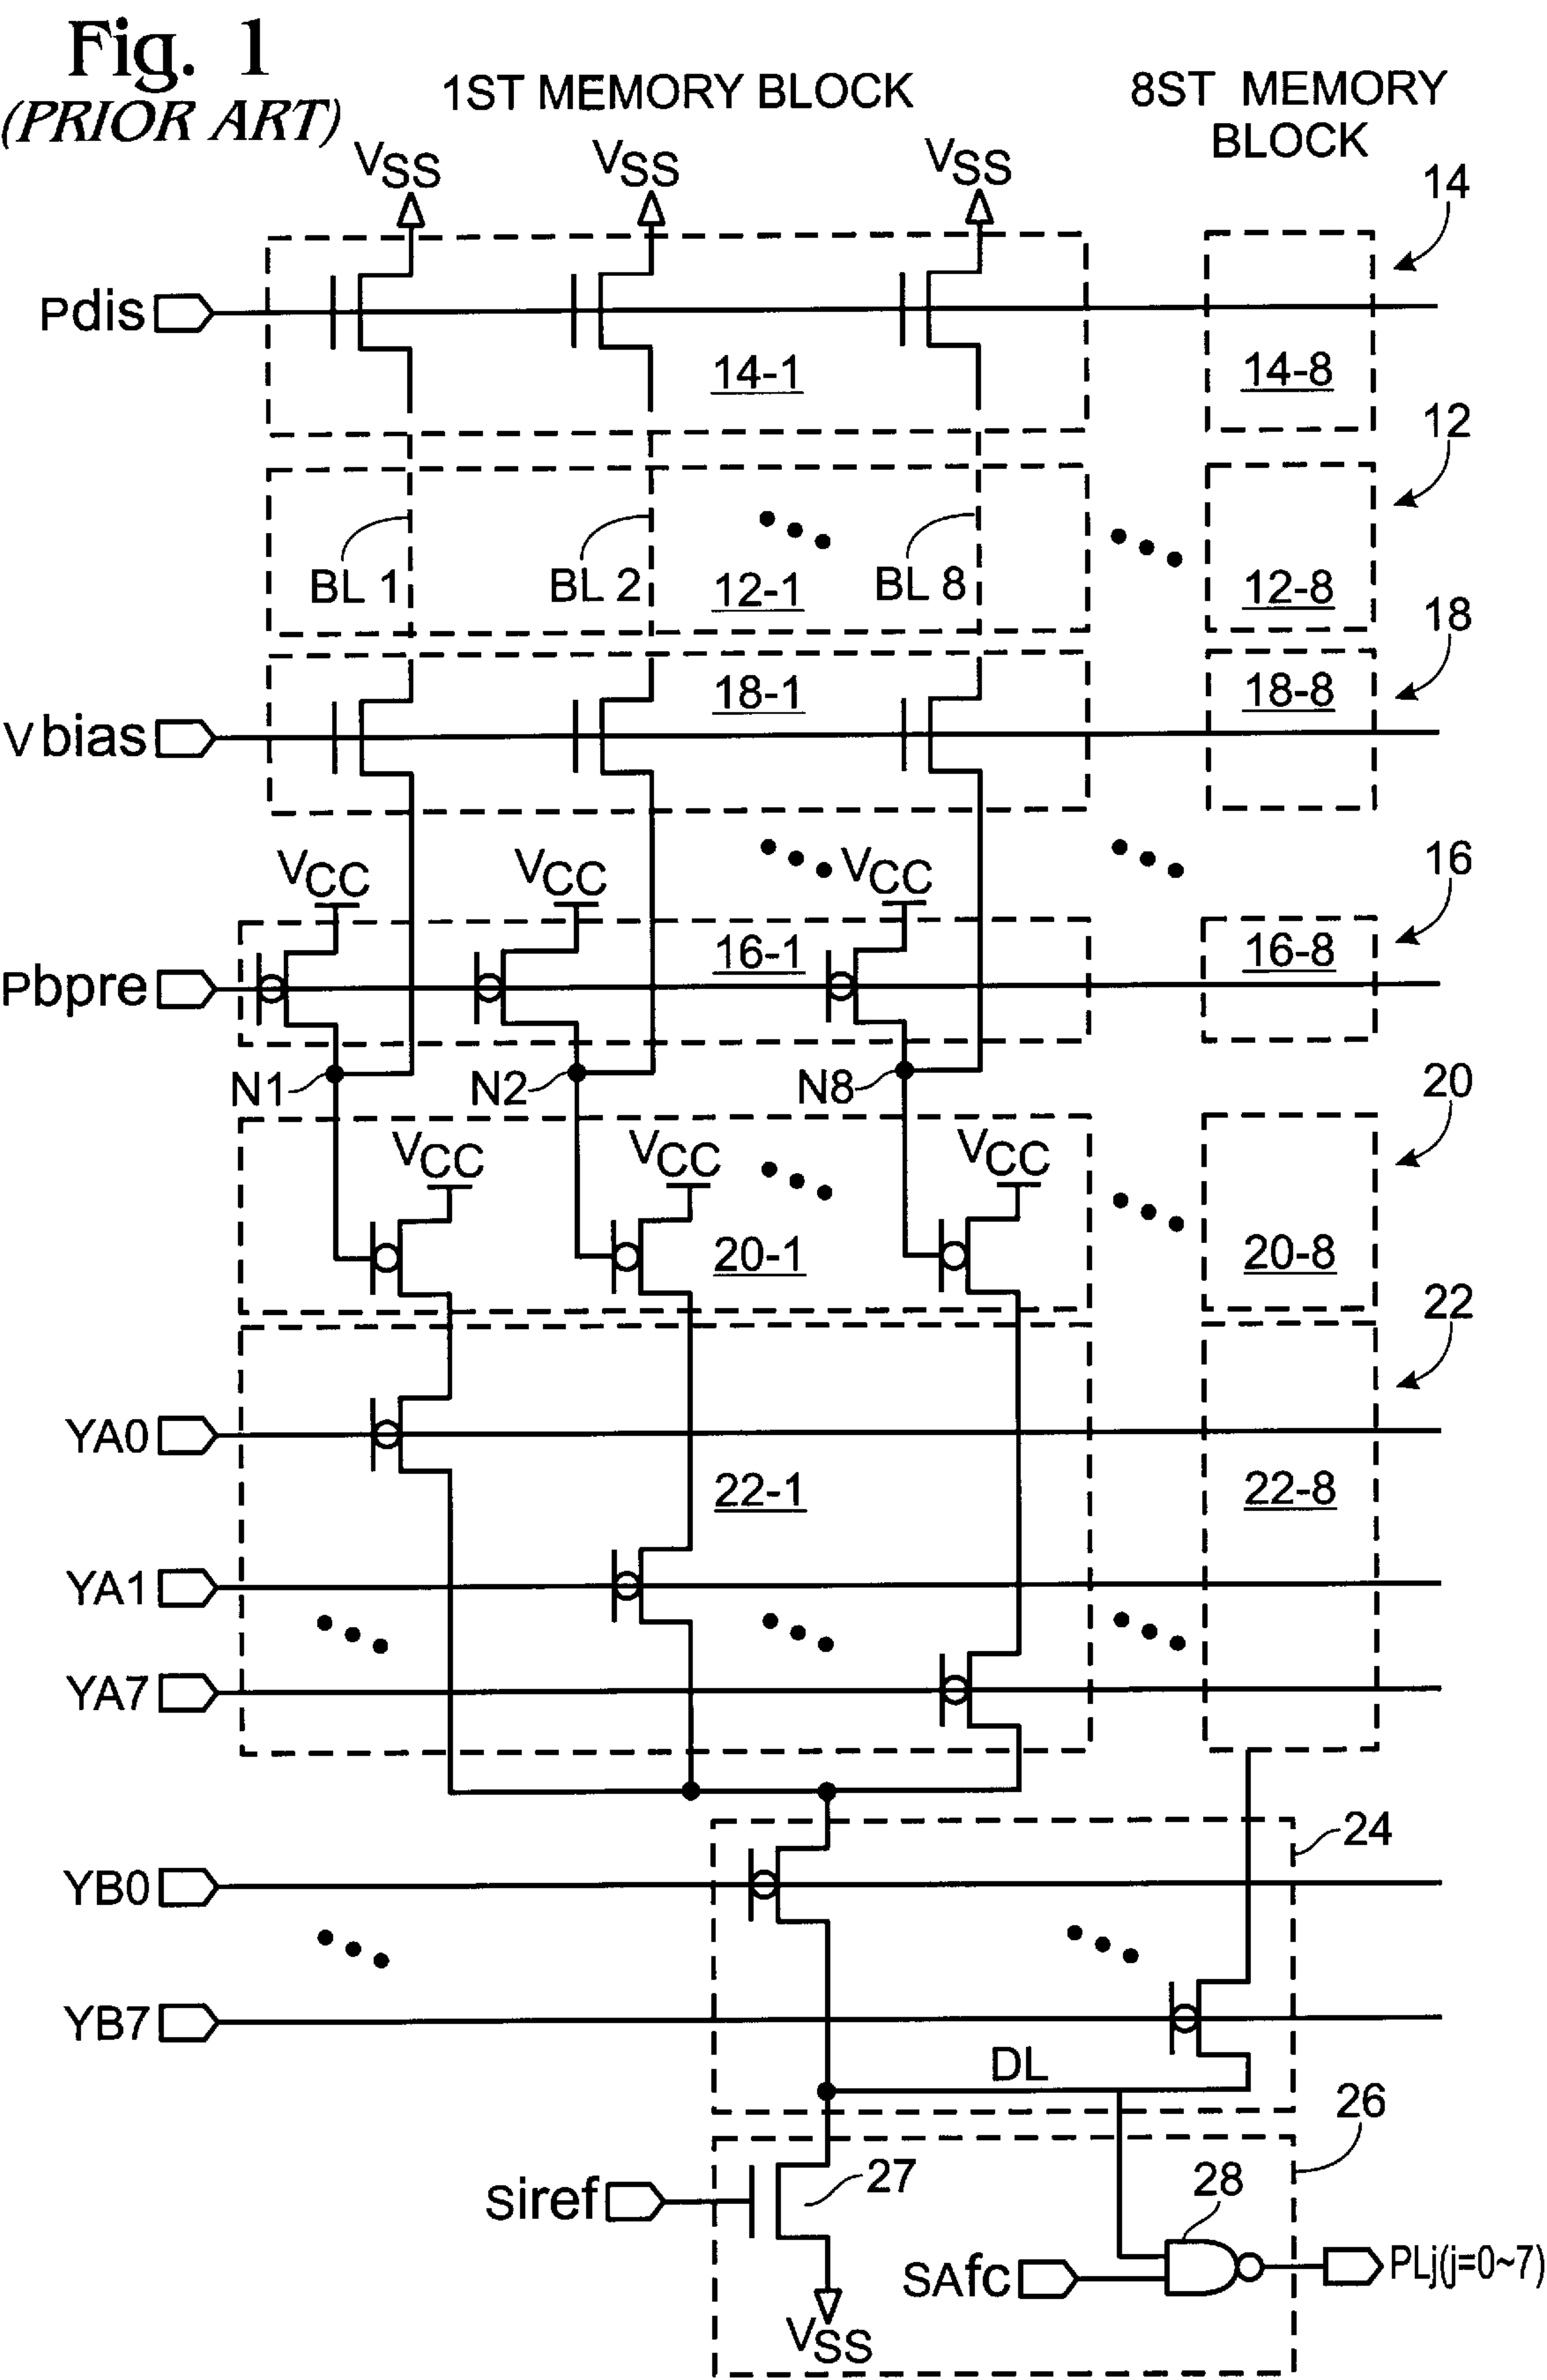 Fig. 1
(PRIOR ART)
1ST MEMORY BLOCK
8ST MEMORY
BLOCK
VSS VSS VSS
14
Pdis
14-1 14-8
12
BL 1 BL 2 BL 8
12-1 12-8
18
18-1 18-8
Vbias
VCC VCC VCC
16
16-1 16-8
Pbpre
N1 N2 N8
20
VCC VCC VCC
20-1 20-8
22
YA0
22-1 22-8
YA1
YA7
24
YB0
YB7
DL
26
Siref
27
28
SAfc
PLj(j=0~7)
VSS